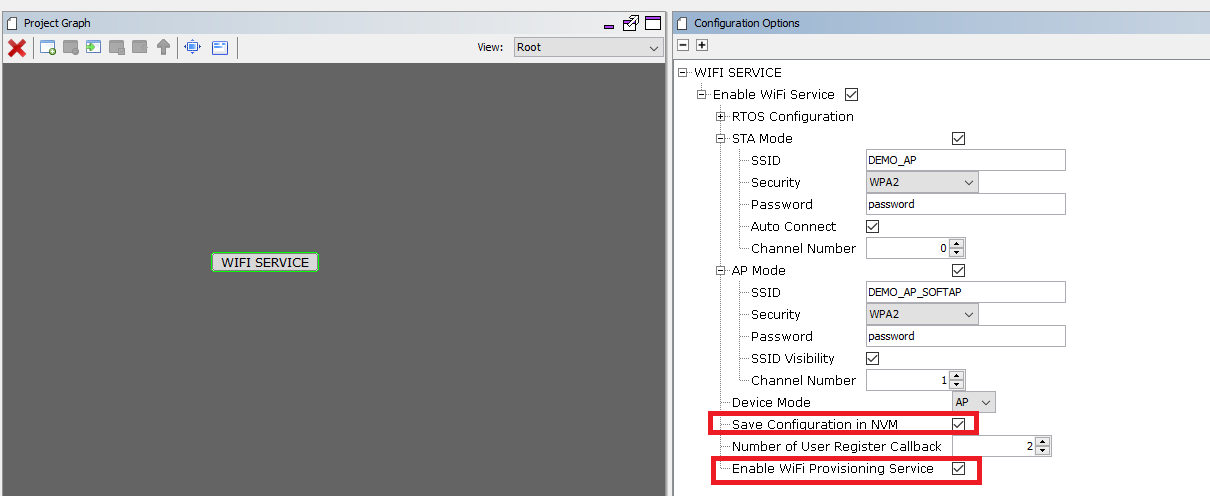 Project Graph
View:
Root
WIFI SERVICE
Configuration Options
WIFI SERVICE
Enable WiFi Service
RTOS Configuration
STA Mode
SSID DEMO_AP
Security WPA2
Password password
Auto Connect
Channel Number 0
AP Mode
SSID DEMO_AP_SOFTAP
Security WPA2
Password password
SSID Visibility
Channel Number 1
Device Mode AP
Save Configuration in NVM
Number of User Register Callback 2
Enable WiFi Provisioning Service